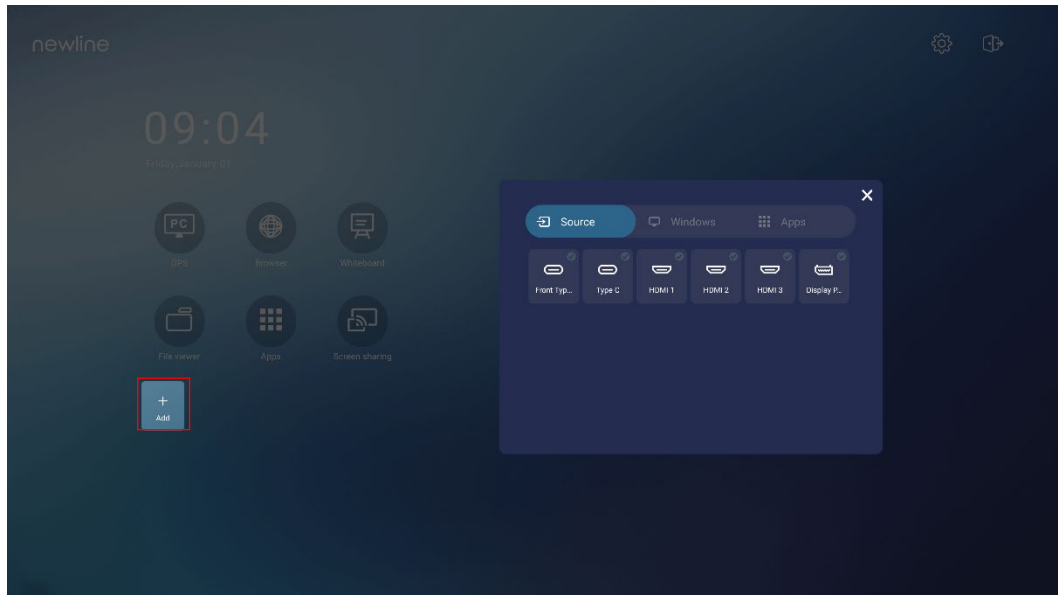 newline
09:04
Friday, January 01
PC
OPS
Browser
Whiteboard
File viewer
Apps
Screen sharing
+
Add
Source
Windows
Apps
Front Typ...
Type C
HDMI 1
HDMI 2
HDMI 3
Display P...